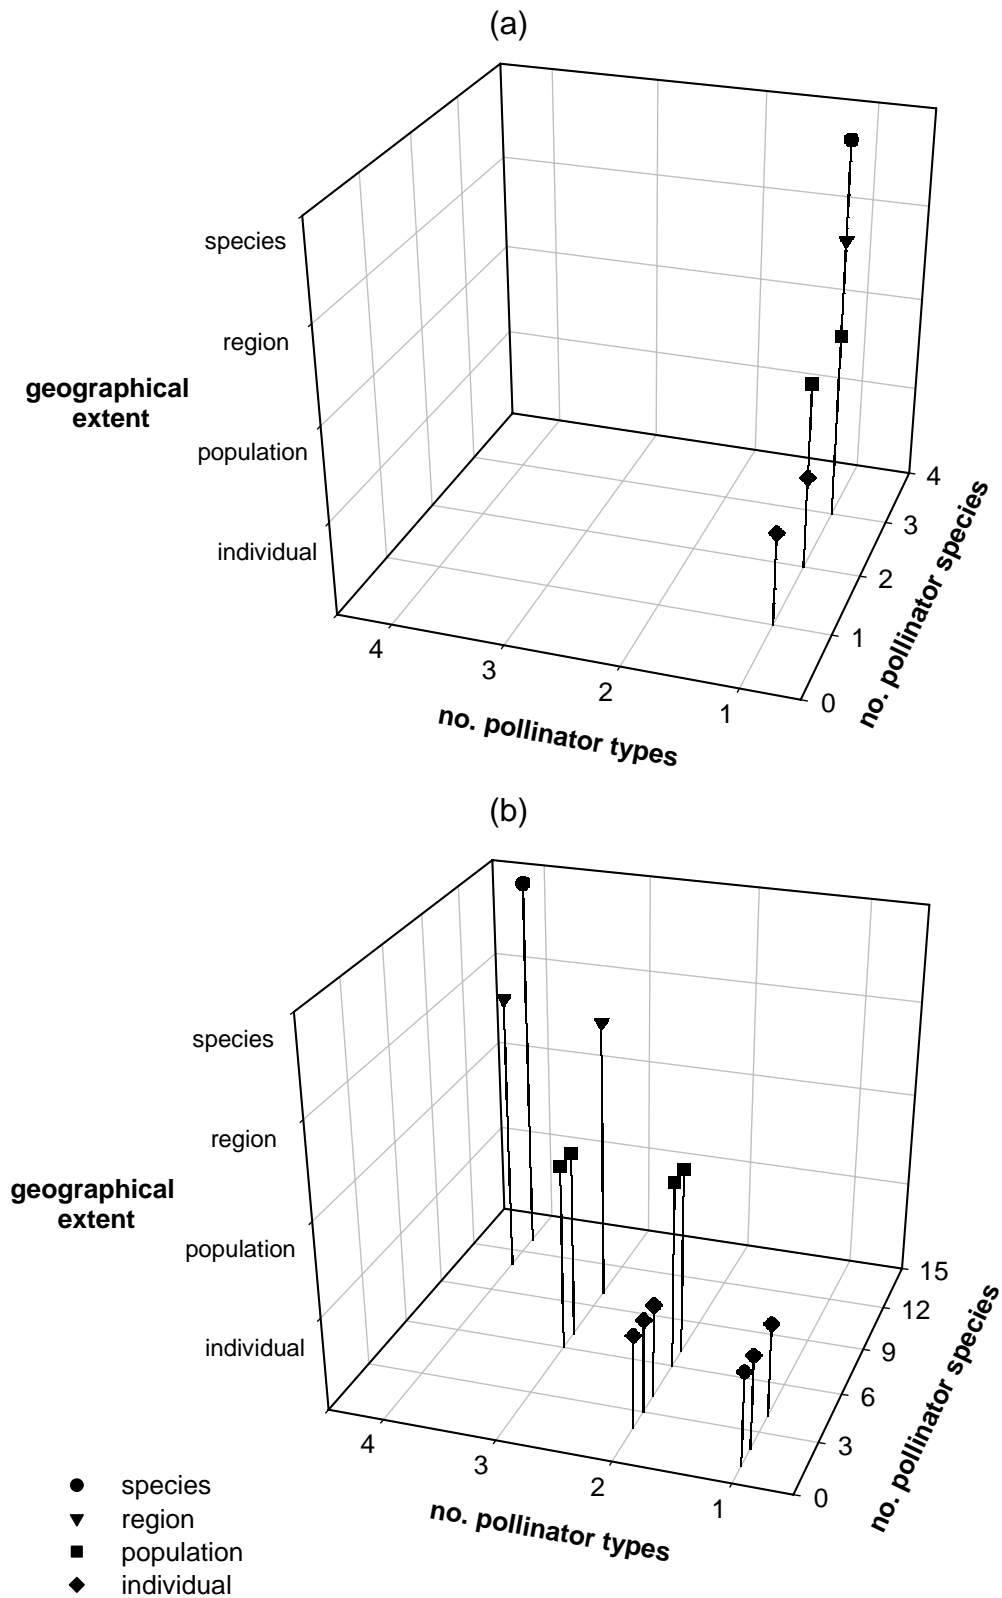 (a)
species
region
geographical
extent
population
individual
4
3
2
1
0
no. pollinator species
4
3
2
1
no. pollinator types
(b)
species
region
geographical
extent
population
individual
15
12
9
6
3
0
no. pollinator species
4
3
2
1
no. pollinator types
species
region
population
individual